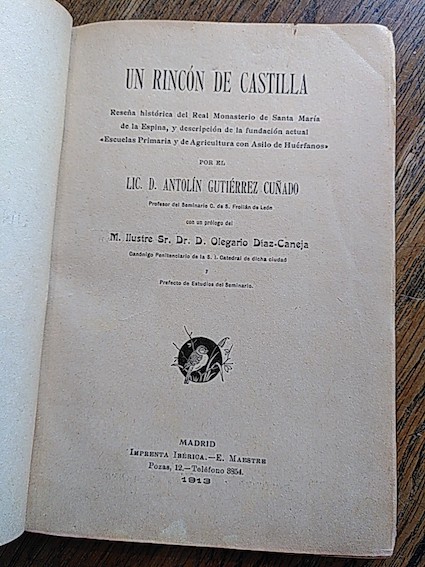 UN RINCÓN DE CASTILLA
Reseña histórica del Real Monasterio de Santa María
de la Espina, y descripción de la fundación actual
«Escuelas Primaria y de Agricultura con Asilo de Huérfanos»
POR EL
LIC. D. ANTOLÍN GUTIÉRREZ CUÑADO
Profesor del Seminario C. de S. Froilán de León
con un prólogo del
M. Ilustre Sr. Dr. D. Olegario Díaz-Caneja
Canónigo Penitenciario de la S. I. Catedral de dicha ciudad
y
Prefecto de Estudios del Seminario.
MADRID
IMPRENTA IBÉRICA.—E. MAESTRE
Pozas, 12.—Teléfono 3854.
1913